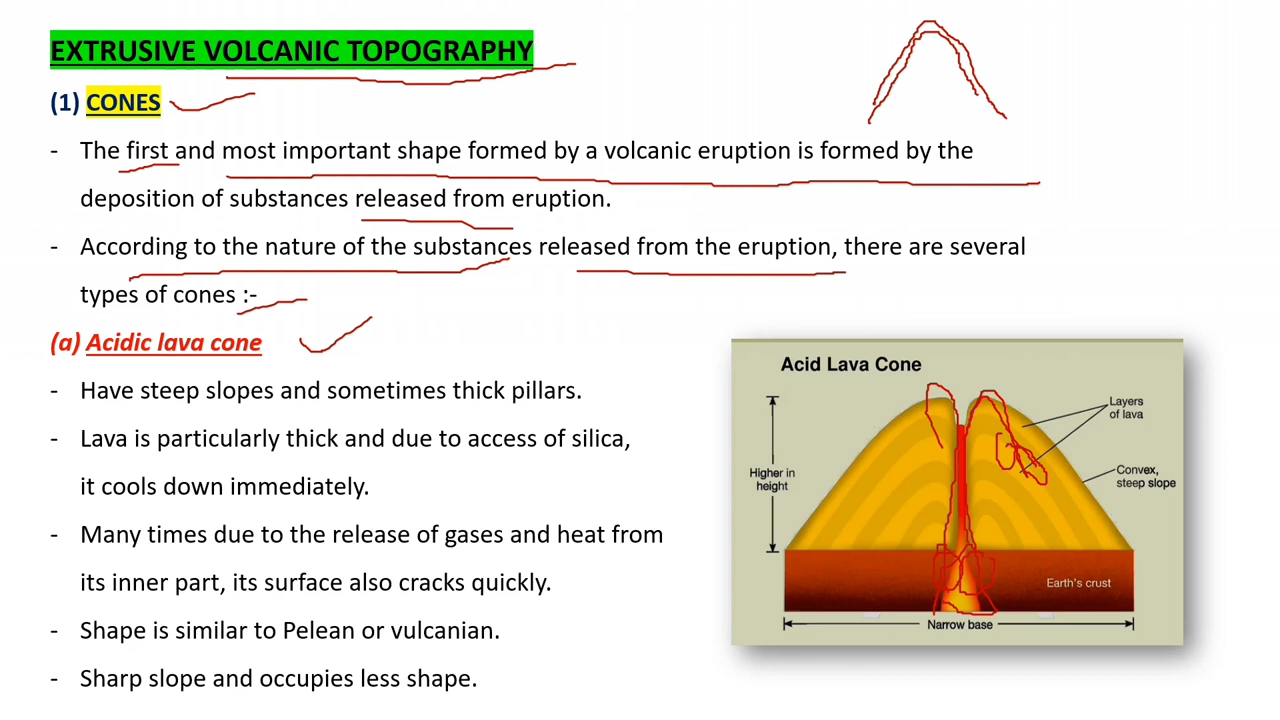 EXTRUSIVE VOLCANIC TOPOGRAPHY
(1) CONES
- The first and most important shape formed by a volcanic eruption is formed by the
deposition of substances released from eruption.
- According to the nature of the substances released from the eruption, there are several
types of cones :-
(a) Acidic lava cone
- Have steep slopes and sometimes thick pillars.
- Lava is particularly thick and due to access of silica,
it cools down immediately.
- Many times due to the release of gases and heat from
its inner part, its surface also cracks quickly.
- Shape is similar to Pelean or vulcanian.
- Sharp slope and occupies less shape.
Acid Lava Cone
Layers
of lava
Higher in
height
Convex,
steep slope
Earth's crust
Narrow base